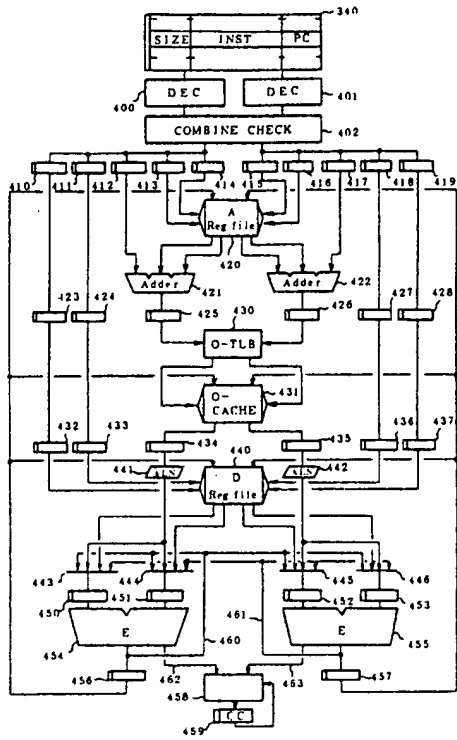 340
SIZE INST PC
DEC DEC
400 401
COMBINE CHECK 402
410 411 412 413 414 415 416 417 418 419
A
Reg file
420
Adder 421 Adder 422
423 424 425 426 427 428
430
O-TLB
O-
CACHE
431
432 433 434 435 436 437
440
441 ALN ALN 442
D
Reg file
443 444 445 446
450 451 452 453
461
E E
454 460 455
456 462 463 457
458
CC
459